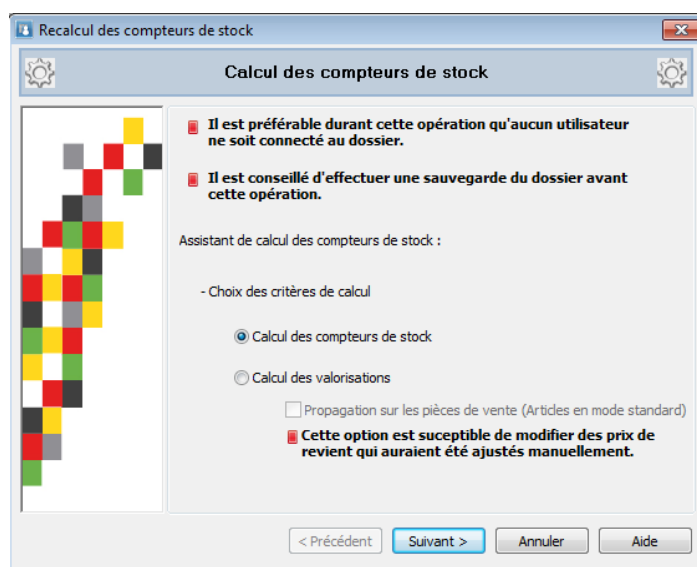 Recalcul des compteurs de stock
Calcul des compteurs de stock
Il est préférable durant cette opération qu'aucun utilisateur
ne soit connecté au dossier.
Il est conseillé d'effectuer une sauvegarde du dossier avant
cette opération.
Assistant de calcul des compteurs de stock :
- Choix des critères de calcul
Calcul des compteurs de stock
Calcul des valorisations
Propagation sur les pièces de vente (Articles en mode standard)
Cette option est suceptible de modifier des prix de
revient qui auraient été ajustés manuellement.
< Précédent
Suivant >
Annuler
Aide